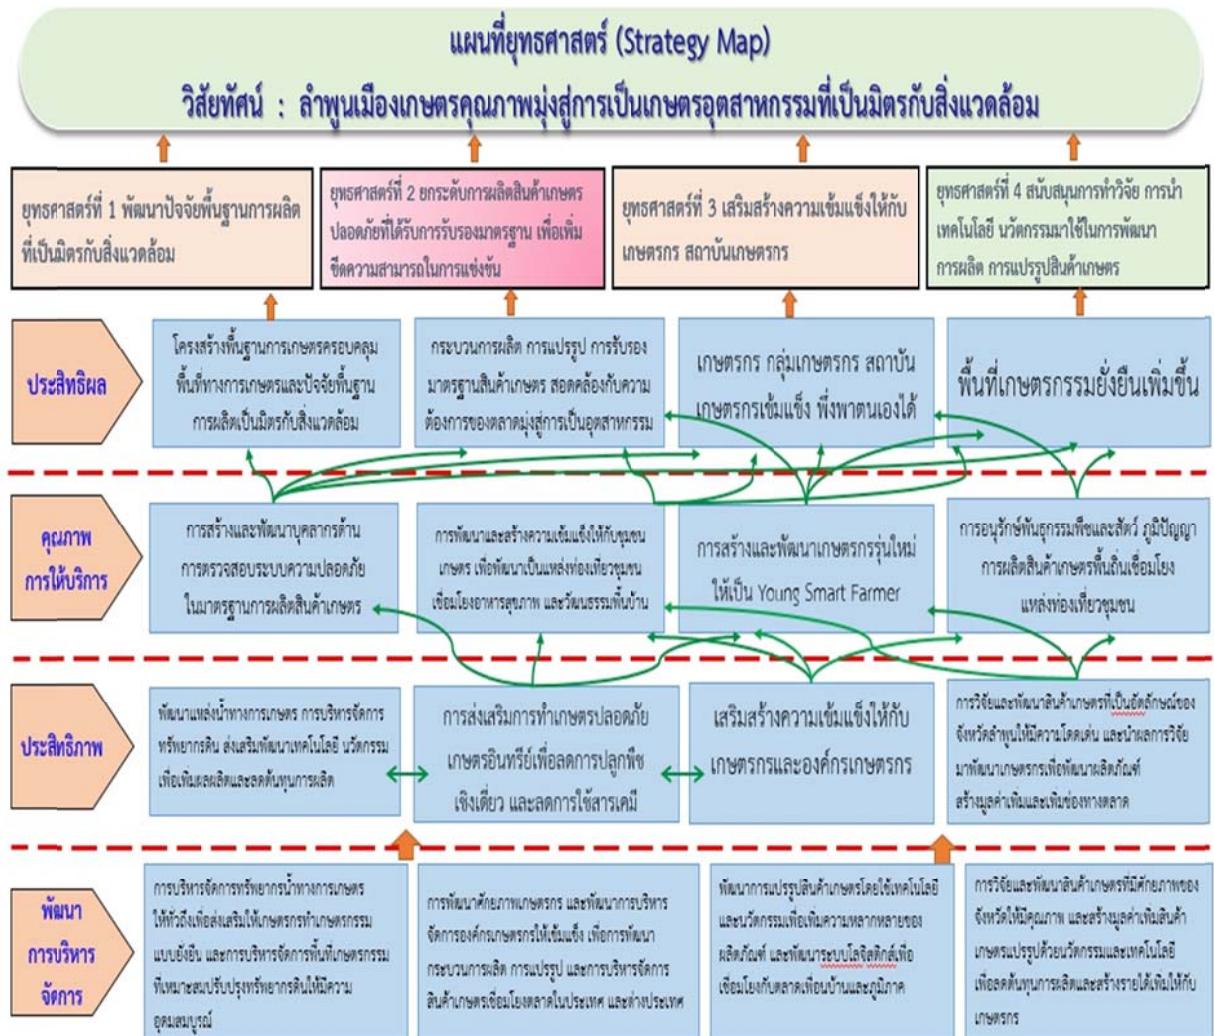 แผนที่ยุทธศาสตร์ (Strategy Map)
วิสัยทัศน์ : ลำพูนเมืองเกษตรคุณภาพมุ่งสู่การเป็นเกษตรอุตสาหกรรมที่เป็นมิตรกับสิ่งแวดล้อม
ยุทธศาสตร์ที่ 1 พัฒนาปัจจัยพื้นฐานการผลิต
ที่เป็นมิตรกับสิ่งแวดล้อม
ยุทธศาสตร์ที่ 2 ยกระดับการผลิตสินค้าเกษตร
ปลอดภัยที่ได้รับการรับรองมาตรฐาน เพื่อเพิ่ม
ขีดความสามารถในการแข่งขัน
ยุทธศาสตร์ที่ 3 เสริมสร้างความเข้มแข็งให้กับ
เกษตรกร สถาบันเกษตรกร
ยุทธศาสตร์ที่ 4 สนับสนุนการทำวิจัย การนำ
เทคโนโลยี นวัตกรรมมาใช้ในการพัฒนา
การผลิต การแปรรูปสินค้าเกษตร
ประสิทธิผล
โครงสร้างพื้นฐานการเกษตรครอบคลุม
พื้นที่ทางการเกษตรและปัจจัยพื้นฐาน
การผลิตเป็นมิตรกับสิ่งแวดล้อม
กระบวนการผลิต การแปรรูป การรับรอง
มาตรฐานสินค้าเกษตร สอดคล้องกับความ
ต้องการของตลาดมุ่งสู่การเป็นอุตสาหกรรม
เกษตรกร กลุ่มเกษตรกร สถาบัน
เกษตรกรเข้มแข็ง พึ่งพาตนเองได้
พื้นที่เกษตรกรรมยั่งยืนเพิ่มขึ้น
คุณภาพ
การให้บริการ
การสร้างและพัฒนาบุคลากรด้าน
การตรวจสอบระบบความปลอดภัย
ในมาตรฐานการผลิตสินค้าเกษตร
การพัฒนาและสร้างความเข้มแข็งให้กับชุมชน
เกษตร เพื่อพัฒนาเป็นแหล่งท่องเที่ยวชุมชน
เชื่อมโยงอาหารสุขภาพ และวัฒนธรรมพื้นบ้าน
การสร้างและพัฒนาเกษตรกรรุ่นใหม่
ให้เป็น Young Smart Farmer
การอนุรักษ์พันธุกรรมพืชและสัตว์ ภูมิปัญญา
การผลิตสินค้าเกษตรพื้นถิ่นเชื่อมโยง
แหล่งท่องเที่ยวชุมชน
ประสิทธิภาพ
พัฒนาแหล่งน้ำทางการเกษตร การบริหารจัดการ
ทรัพยากรดิน ส่งเสริมพัฒนาเทคโนโลยี นวัตกรรม
เพื่อเพิ่มผลผลิตและลดต้นทุนการผลิต
การส่งเสริมการทำเกษตรปลอดภัย
เกษตรอินทรีย์เพื่อลดการปลูกพืช
เชิงเดี่ยว และลดการใช้สารเคมี
เสริมสร้างความเข้มแข็งให้กับ
เกษตรกรและองค์กรเกษตรกร
การวิจัยและพัฒนาสินค้าเกษตรที่เป็นอัตลักษณ์ของ
จังหวัดลำพูนให้มีความโดดเด่น และนำผลการวิจัย
มาพัฒนาเกษตรกรเพื่อพัฒนาผลิตภัณฑ์
สร้างมูลค่าเพิ่มและเพิ่มช่องทางตลาด
พัฒนา
การบริหาร
จัดการ
การบริหารจัดการทรัพยากรน้ำทางการเกษตร
ให้ทั่วถึงเพื่อส่งเสริมให้เกษตรกรทำเกษตรกรรม
แบบยั่งยืน และการบริหารจัดการพื้นที่เกษตรกรรม
ที่เหมาะสมปรับปรุงทรัพยากรดินให้มีความ
อุดมสมบูรณ์
การพัฒนาศักยภาพเกษตรกร และพัฒนาการบริหาร
จัดการองค์กรเกษตรกรให้เข้มแข็ง เพื่อการพัฒนา
กระบวนการผลิต การแปรรูป และการบริหารจัดการ
สินค้าเกษตรเชื่อมโยงตลาดในประเทศ และต่างประเทศ
พัฒนาการแปรรูปสินค้าเกษตรโดยใช้เทคโนโลยี
และนวัตกรรมเพื่อเพิ่มความหลากหลายของ
ผลิตภัณฑ์ และพัฒนาระบบโลจิสติกส์เพื่อ
เชื่อมโยงกับตลาดเพื่อนบ้านและภูมิภาค
การวิจัยและพัฒนาสินค้าเกษตรที่มีศักยภาพของ
จังหวัดให้มีคุณภาพ และสร้างมูลค่าเพิ่มสินค้า
เกษตรแปรรูปด้วยนวัตกรรมและเทคโนโลยี
เพื่อลดต้นทุนการผลิตและสร้างรายได้เพิ่มให้กับ
เกษตรกร